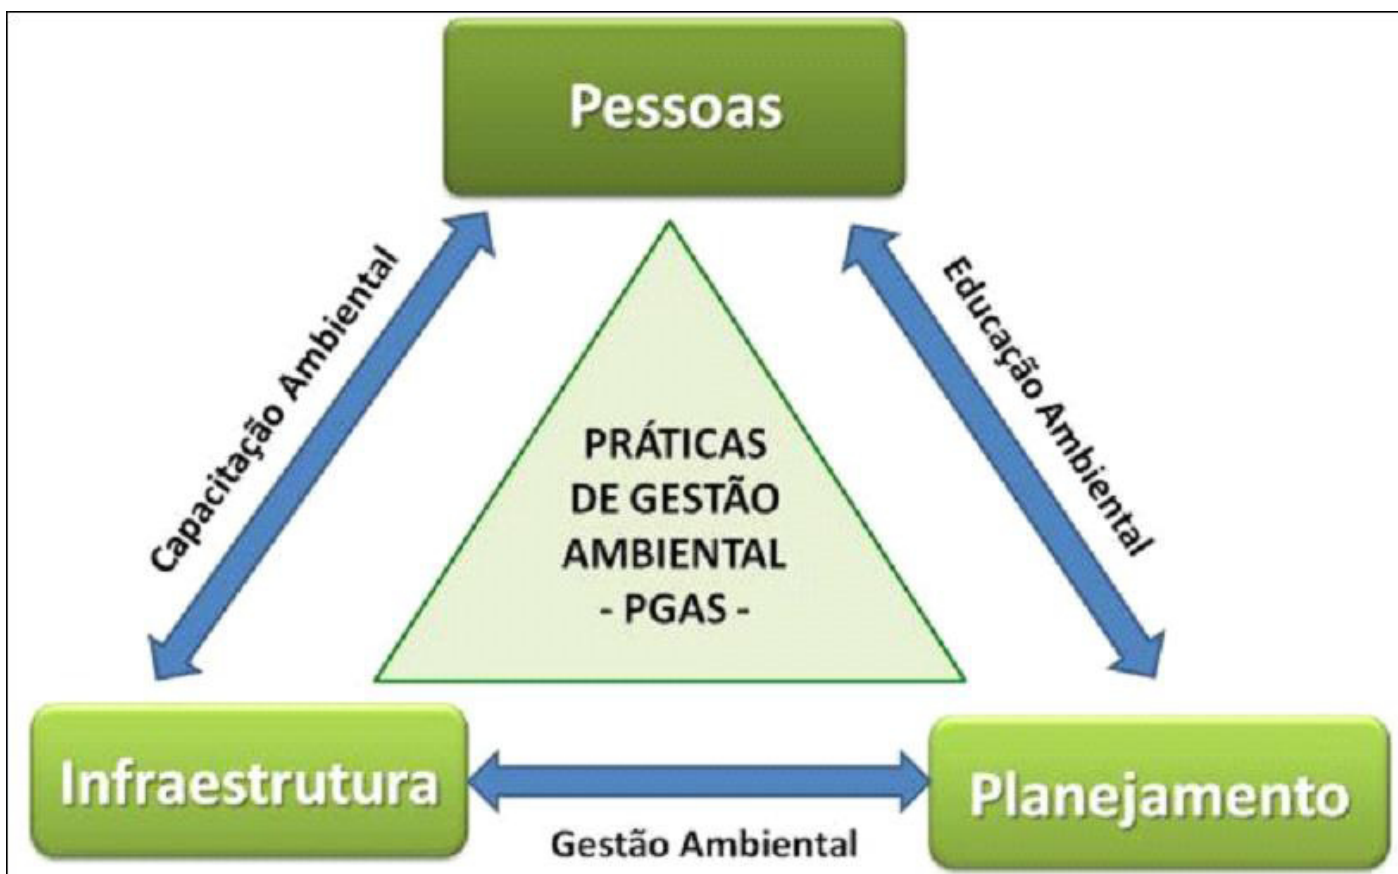 Pessoas
Capacitação Ambiental
Educação Ambiental
PRÁTICAS
DE GESTÃO
AMBIENTAL
- PGAS -
Infraestrutura
Planejamento
Gestão Ambiental